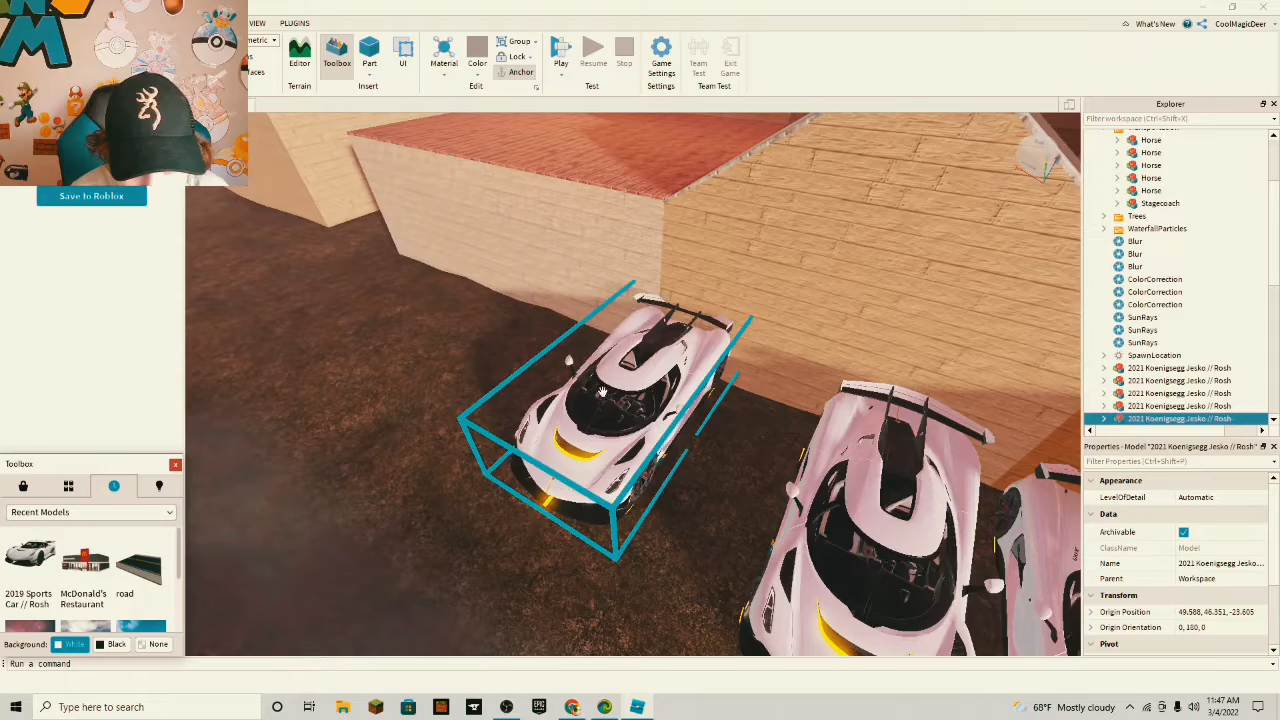 VIEW PLUGINS
What's New
CoolMagicDeer
Editor
Toolbox
Part
UI
Material
Color
Group
Lock
Anchor
Play
Resume
Stop
Game Settings
Team Test
Exit Game
Terrain
Insert
Edit
Test
Settings
Team Test
Save to Roblox
Explorer
Filter workspace (Ctrl+Shift+X)
Horse
Horse
Horse
Horse
Horse
Stagecoach
Trees
WaterfallParticles
Blur
Blur
Blur
ColorCorrection
ColorCorrection
ColorCorrection
SunRays
SunRays
SunRays
SpawnLocation
2021 Koenigsegg Jesko // Rosh
2021 Koenigsegg Jesko // Rosh
2021 Koenigsegg Jesko // Rosh
2021 Koenigsegg Jesko // Rosh
2021 Koenigsegg Jesko // Rosh
Properties - Model "2021 Koenigsegg Jesko // Rosh"
Filter Properties (Ctrl+Shift+P)
Appearance
LevelOfDetail Automatic
Data
Archivable
ClassName Model
Name 2021 Koenigsegg Jesko...
Parent Workspace
Transform
Origin Position 49.588, 46.351, -23.605
Origin Orientation 0, 180, 0
Pivot
Toolbox
Recent Models
2019 Sports Car // Rosh
McDonald's Restaurant
road
Background: White Black None
Run a command
Type here to search
EPIC
68°F Mostly cloudy
11:47 AM
3/4/2022